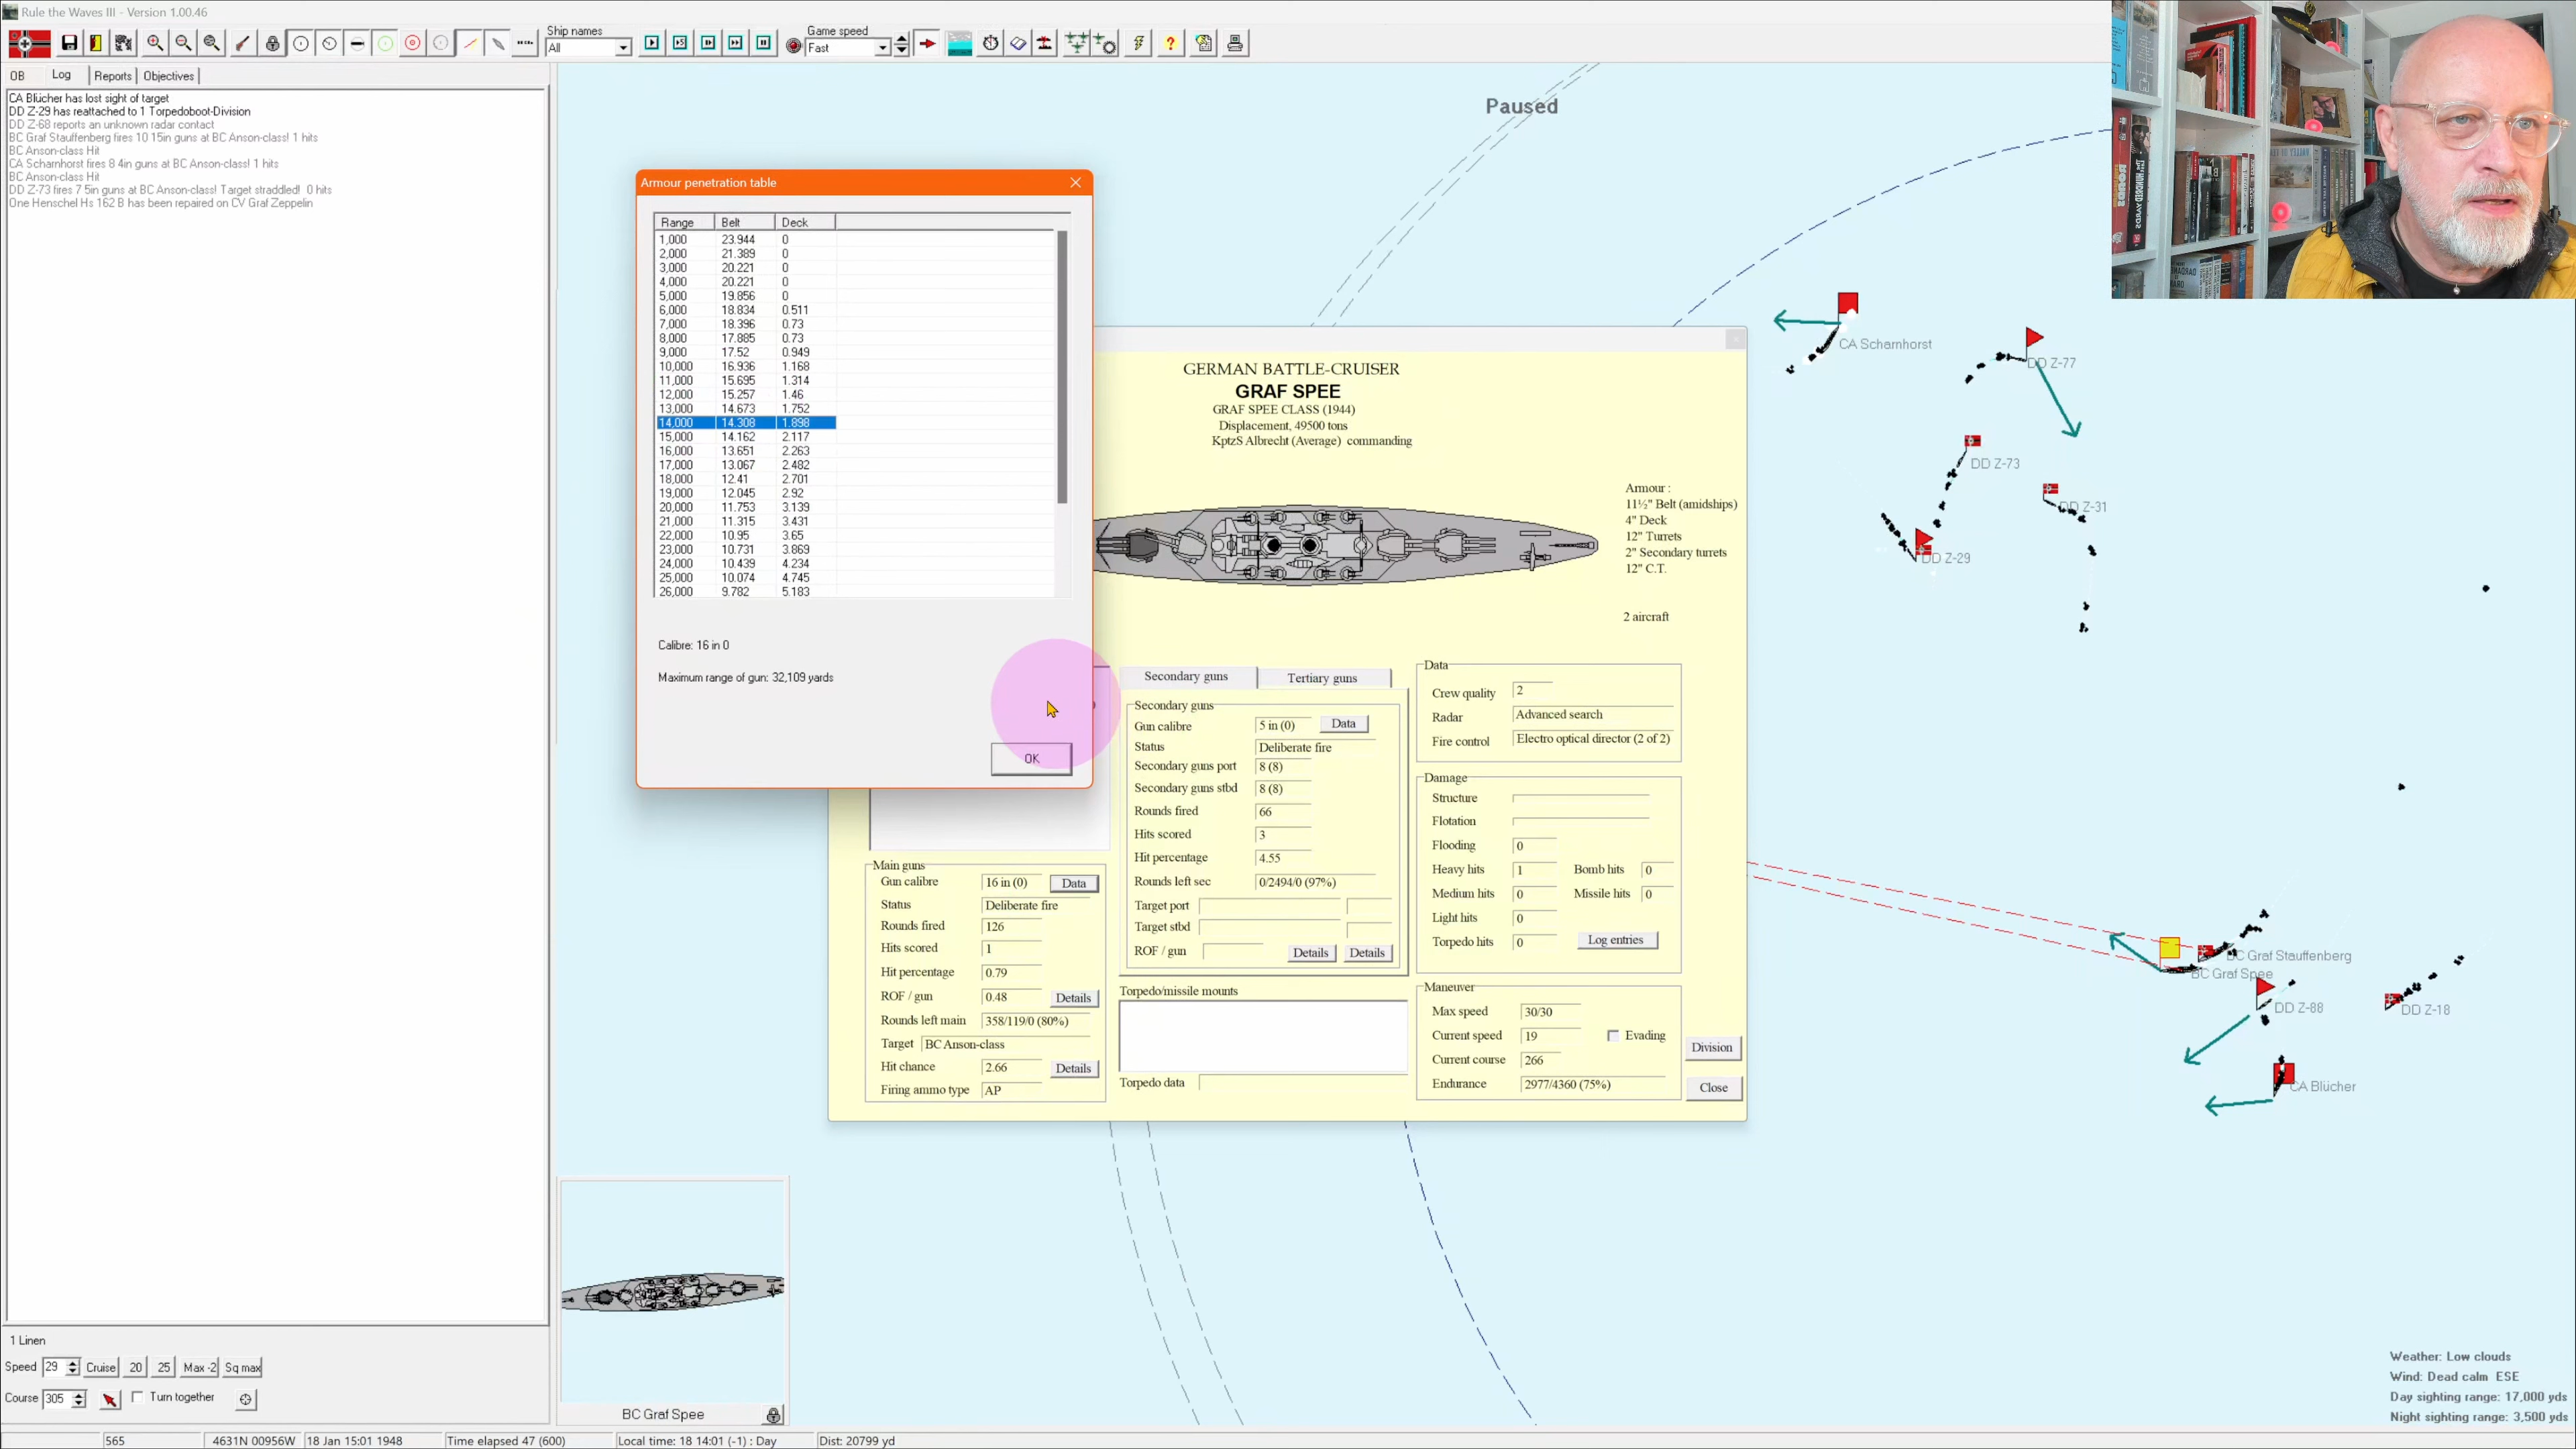 Rule the Waves III - Version 1.00.46
Ship names
All
Game speed
Fast
OB Log Reports Objectives
CA Blücher has lost sight of target
DD Z-29 has reattached to 1 Torpedoboot-Division
DD Z-68 reports an unknown radar contact
BC Graf Stauffenberg fires 10 15in guns at BC Anson-class! 1 hits
BC Anson-class Hit
CA Scharnhorst fires 8 4in guns at BC Anson-class! 1 hits
BC Anson-class Hit
DD Z-73 fires 7 5in guns at BC Anson-class! Target straddled! 0 hits
One Henschel Hs 162 B has been repaired on CV Graf Zeppelin
Paused
Armour penetration table
Range Belt Deck
1,000 23.944 0
2,000 21.389 0
3,000 20.221 0
4,000 20.221 0
5,000 19.856 0
6,000 18.834 0.511
7,000 18.396 0.73
8,000 17.885 0.73
9,000 17.52 0.949
10,000 16.936 1.168
11,000 15.695 1.314
12,000 15.257 1.46
13,000 14.673 1.752
14,000 14.308 1.898
15,000 14.162 2.117
16,000 13.651 2.263
17,000 13.067 2.482
18,000 12.41 2.701
19,000 12.045 2.92
20,000 11.753 3.139
21,000 11.315 3.431
22,000 10.95 3.65
23,000 10.731 3.869
24,000 10.439 4.234
25,000 10.074 4.745
26,000 9.782 5.183
Calibre: 16 in 0
Maximum range of gun: 32,109 yards
OK
GERMAN BATTLE-CRUISER
GRAF SPEE
GRAF SPEE CLASS (1944)
Displacement, 49500 tons
KptzS Albrecht (Average) commanding
Armour :
11½" Belt (amidships)
4" Deck
12" Turrets
2" Secondary turrets
12" C.T.
2 aircraft
Main guns
Gun calibre 16 in (0) Data
Status Deliberate fire
Rounds fired 126
Hits scored 1
Hit percentage 0.79
ROF / gun 0.48 Details
Rounds left main 358/119/0 (80%)
Target BC Anson-class
Hit chance 2.66 Details
Firing ammo type AP
Secondary guns Tertiary guns
Secondary guns
Gun calibre 5 in (0) Data
Status Deliberate fire
Secondary guns port 8 (8)
Secondary guns stbd 8 (8)
Rounds fired 66
Hits scored 3
Hit percentage 4.55
Rounds left sec 0/2494/0 (97%)
Target port
Target stbd
ROF / gun Details Details
Torpedo/missile mounts
Torpedo data
Data
Crew quality 2
Radar Advanced search
Fire control Electro optical director (2 of 2)
Damage
Structure
Flotation
Flooding 0
Heavy hits 1 Bomb hits 0
Medium hits 0 Missile hits 0
Light hits 0
Torpedo hits 0 Log entries
Maneuver
Max speed 30/30
Current speed 19 Evading
Current course 266
Endurance 2977/4360 (75%)
Division
Close
CA Scharnhorst
DD Z-77
DD Z-73
DD Z-31
DD Z-29
BC Graf Stauffenberg
BC Graf Spee
DD Z-88
DD Z-18
CA Blücher
1 Linen
Speed 29 Cruise 20 25 Max -2 Sq max
Course 305 Turn together
BC Graf Spee
Weather: Low clouds
Wind: Dead calm ESE
Day sighting range: 17,000 yds
Night sighting range: 3,500 yds
565 4631N 00956W 18 Jan 15:01 1948 Time elapsed 47 (600) Local time: 18 14:01 (-1) : Day Dist: 20799 yd